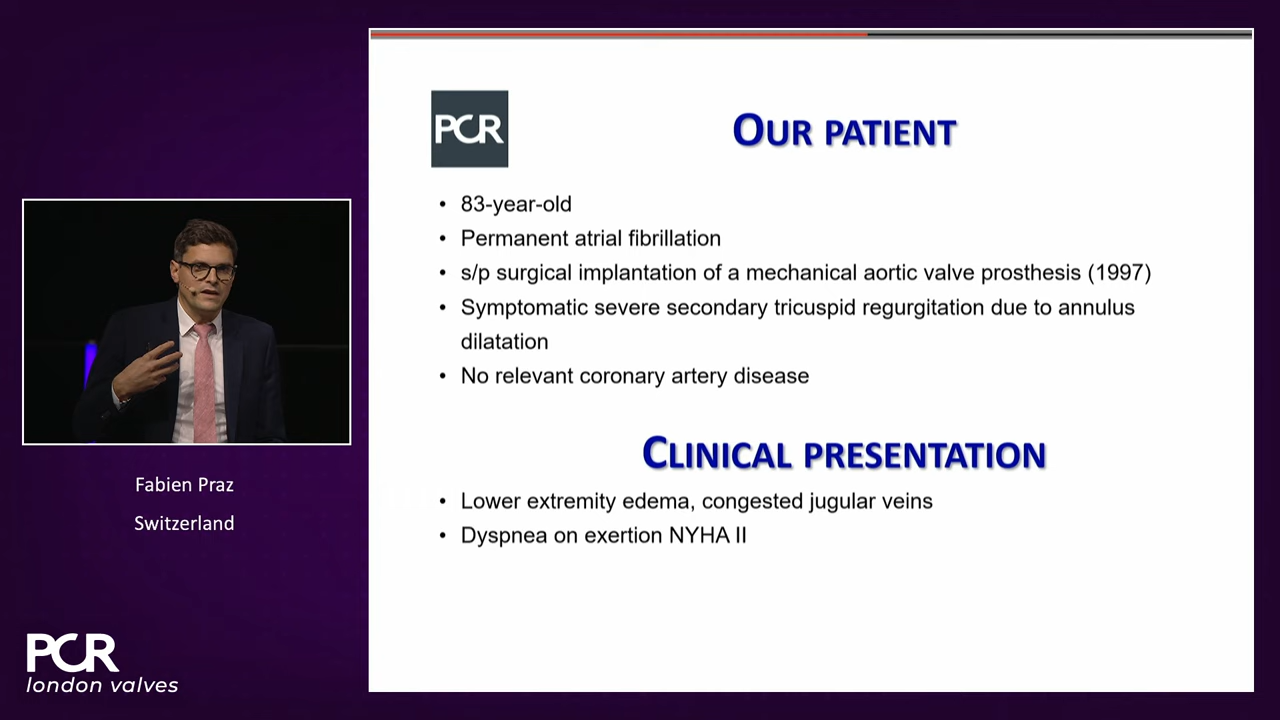 PCR
OUR PATIENT
• 83-year-old
• Permanent atrial fibrillation
• s/p surgical implantation of a mechanical aortic valve prosthesis (1997)
• Symptomatic severe secondary tricuspid regurgitation due to annulus
dilatation
• No relevant coronary artery disease
CLINICAL PRESENTATION
• Lower extremity edema, congested jugular veins
• Dyspnea on exertion NYHA II
Fabien Praz
Switzerland
PCR
london valves